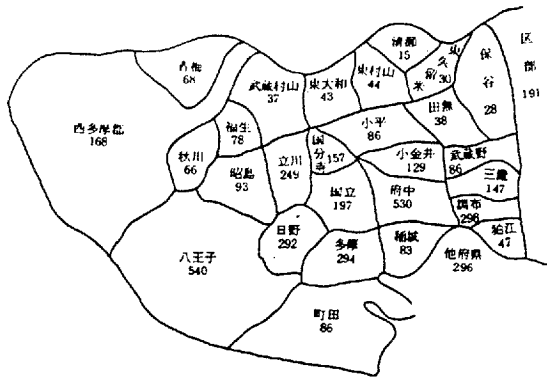 清瀬
15
東久留米
30
保谷
28
区部
191
青梅
68
武蔵村山
37
東大和
43
東村山
44
田無
38
西多摩郡
168
福生
78
小平
86
秋川
66
昭島
93
立川
249
国分寺
157
小金井
129
武蔵野
86
三鷹
147
国立
197
府中
530
調布
298
狛江
47
日野
292
多摩
294
稲城
83
他府県
296
八王子
540
町田
86